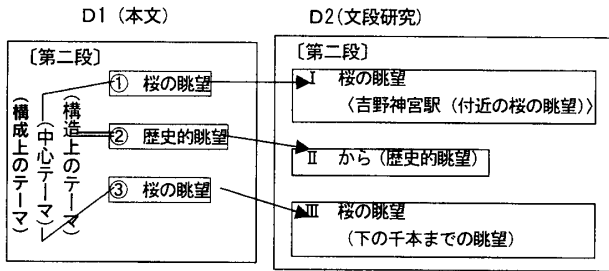 D1（本文）
D2(文段研究)
〔第二段〕
① 桜の眺望
② 歴史的眺望
③ 桜の眺望
(構造上のテーマ)
(中心テーマ)
(構成上のテーマ)
〔第二段〕
Ⅰ 桜の眺望
〈吉野神宮駅（付近の桜の眺望)〉
Ⅱ から（歴史的眺望）
Ⅲ 桜の眺望
（下の千本までの眺望）